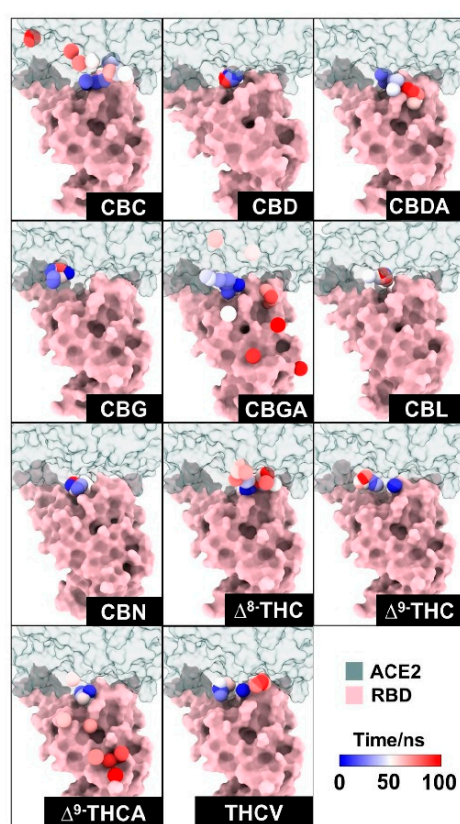 CBC
CBD
CBDA
CBG
CBGA
CBL
CBN
Δ⁸-THC
Δ⁹-THC
Δ⁹-THCA
THCV
ACE2
RBD
Time/ns
0 50 100